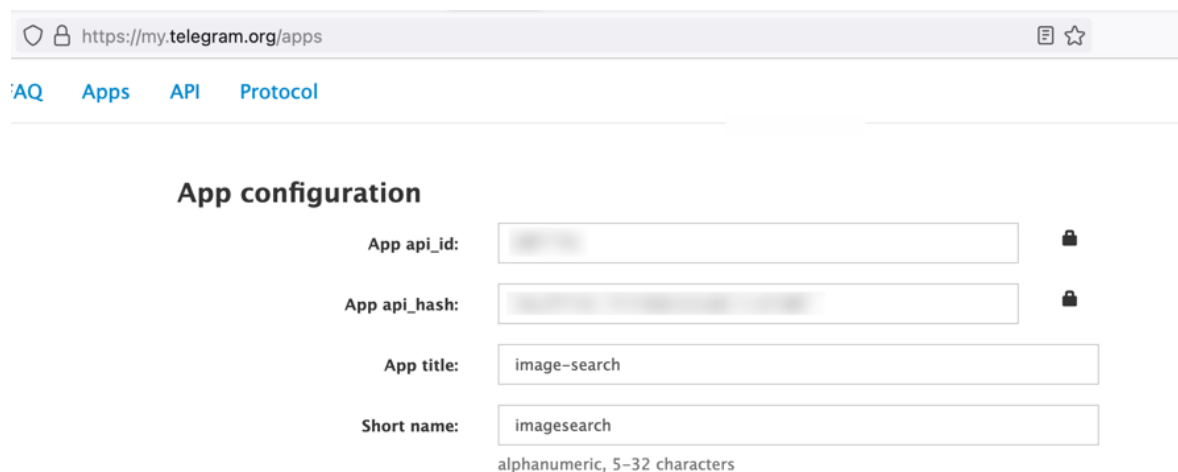 https://my.telegram.org/apps
FAQ Apps API Protocol
App configuration
App api_id:
App api_hash:
App title: image-search
Short name: imagesearch
alphanumeric, 5-32 characters